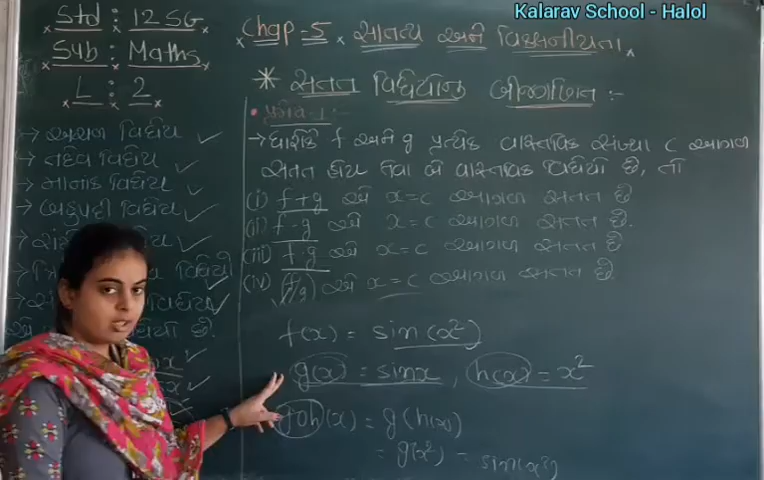 Kalarav School - Halol
Std : 12 SG
Sub : Maths
L : 2
Chap - 5 સાતત્ય અને વિકલનીયતા
* સતત વિધેયોનું બીજગણિત :-
→ અચળ વિધેય ✓
→ તદેવ વિધેય ✓
→ માનાંક વિધેય ✓
→ બહુપદી વિધેય ✓
પ્રમેય-1:-
→ ધારોકે f અને g પ્રત્યેક વાસ્તવિક સંખ્યા c આગળ
સતત હોય તેવા બે વાસ્તવિક વિધેયો છે, તો
(i) f+g એ x=c આગળ સતત છે
(ii) f-g એ x=c આગળ સતત છે.
(iii) f·g એ x=c આગળ સતત છે
(iv) (f/g) એ x=c આગળ સતત છે.
f(x) = sin(x²)
g(x) = sinx, h(x) = x²
goh(x) = g(h(x))
= g(x²) = sin(x²)